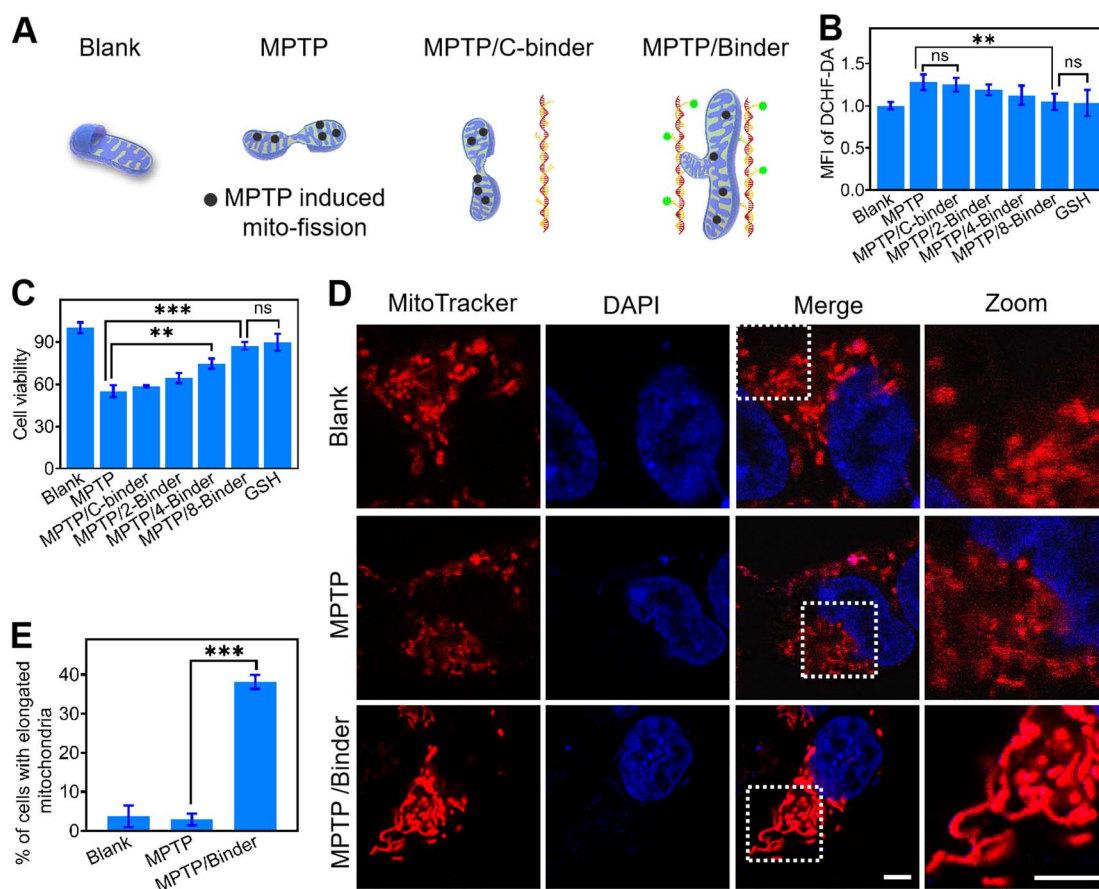 A
Blank
MPTP
MPTP/C-binder
MPTP/Binder
MPTP induced
mito-fission
B
MFI of DCHF-DA
1.5
1.0
0.5
0.0
**
ns
ns
Blank
MPTP
MPTP/C-binder
MPTP/2-Binder
MPTP/4-Binder
MPTP/8-Binder
GSH
C
Cell viability
90
60
30
0
***
**
ns
Blank
MPTP
MPTP/C-binder
MPTP/2-Binder
MPTP/4-Binder
MPTP/8-Binder
GSH
D
MitoTracker
DAPI
Merge
Zoom
Blank
MPTP
MPTP /Binder
E
% of cells with elongated
mitochondria
40
30
20
10
0
***
Blank
MPTP
MPTP/Binder